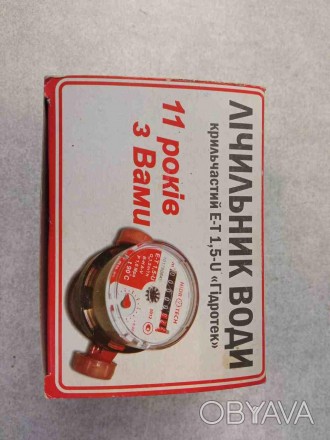 ЛІЧИЛЬНИК ВОДИ
крильчастий Е-Т 1,5-U «Гідротек»
11 років
з Вами
OBYAVA